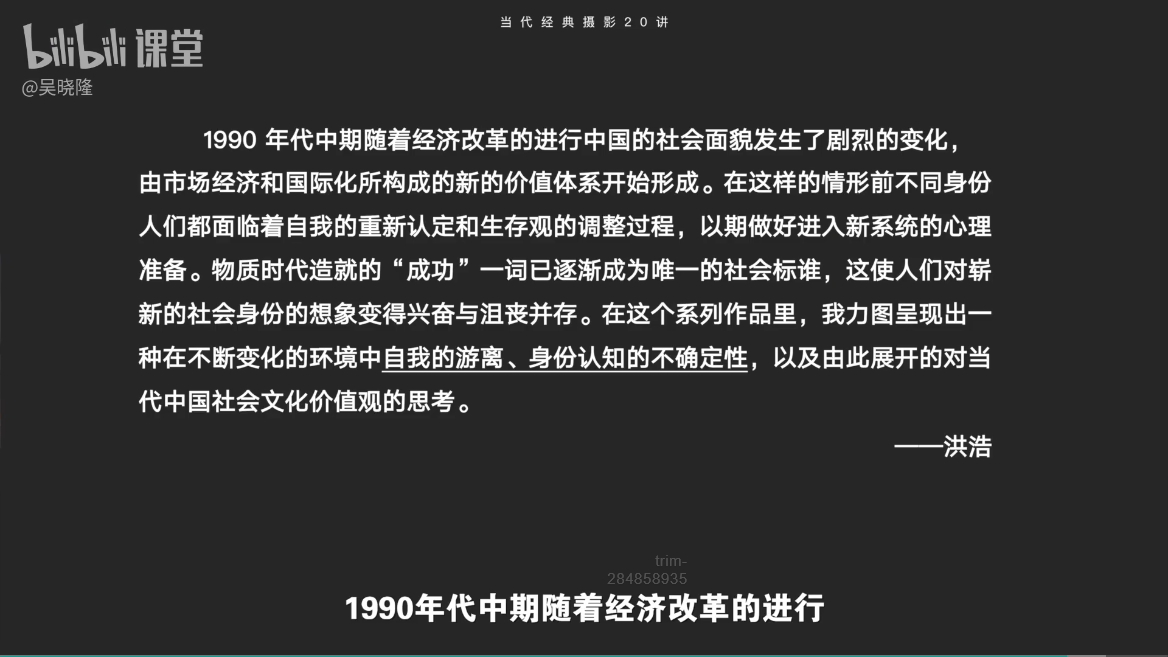 当代经典摄影20讲
bilibili 课堂
@吴晓隆
1990 年代中期随着经济改革的进行中国的社会面貌发生了剧烈的变化，
由市场经济和国际化所构成的新的价值体系开始形成。在这样的情形前不同身份
人们都面临着自我的重新认定和生存观的调整过程，以期做好进入新系统的心理
准备。物质时代造就的“成功”一词已逐渐成为唯一的社会标谁，这使人们对崭
新的社会身份的想象变得兴奋与沮丧并存。在这个系列作品里，我力图呈现出一
种在不断变化的环境中自我的游离、身份认知的不确定性，以及由此展开的对当
代中国社会文化价值观的思考。
——洪浩
trim-
284858935
1990年代中期随着经济改革的进行